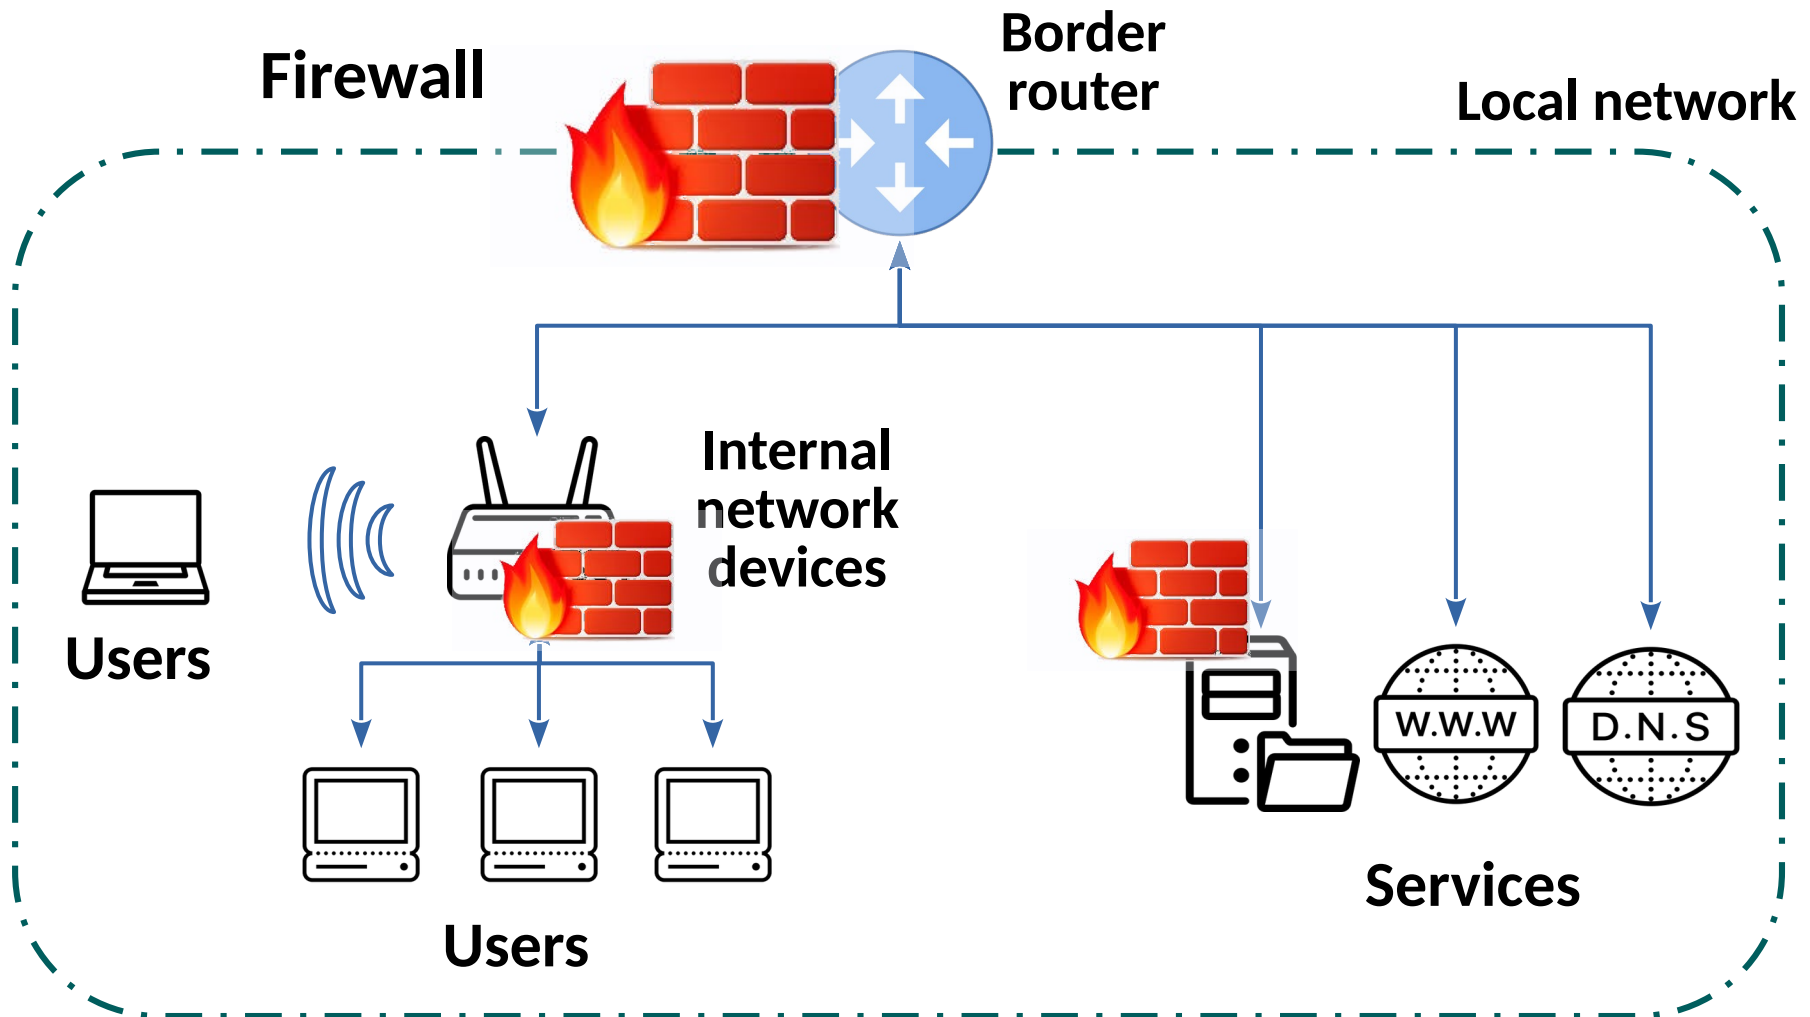 Firewall
Border
router
Local network
Internal
network
devices
Users
W.W.W
D.N.S
Services
Users